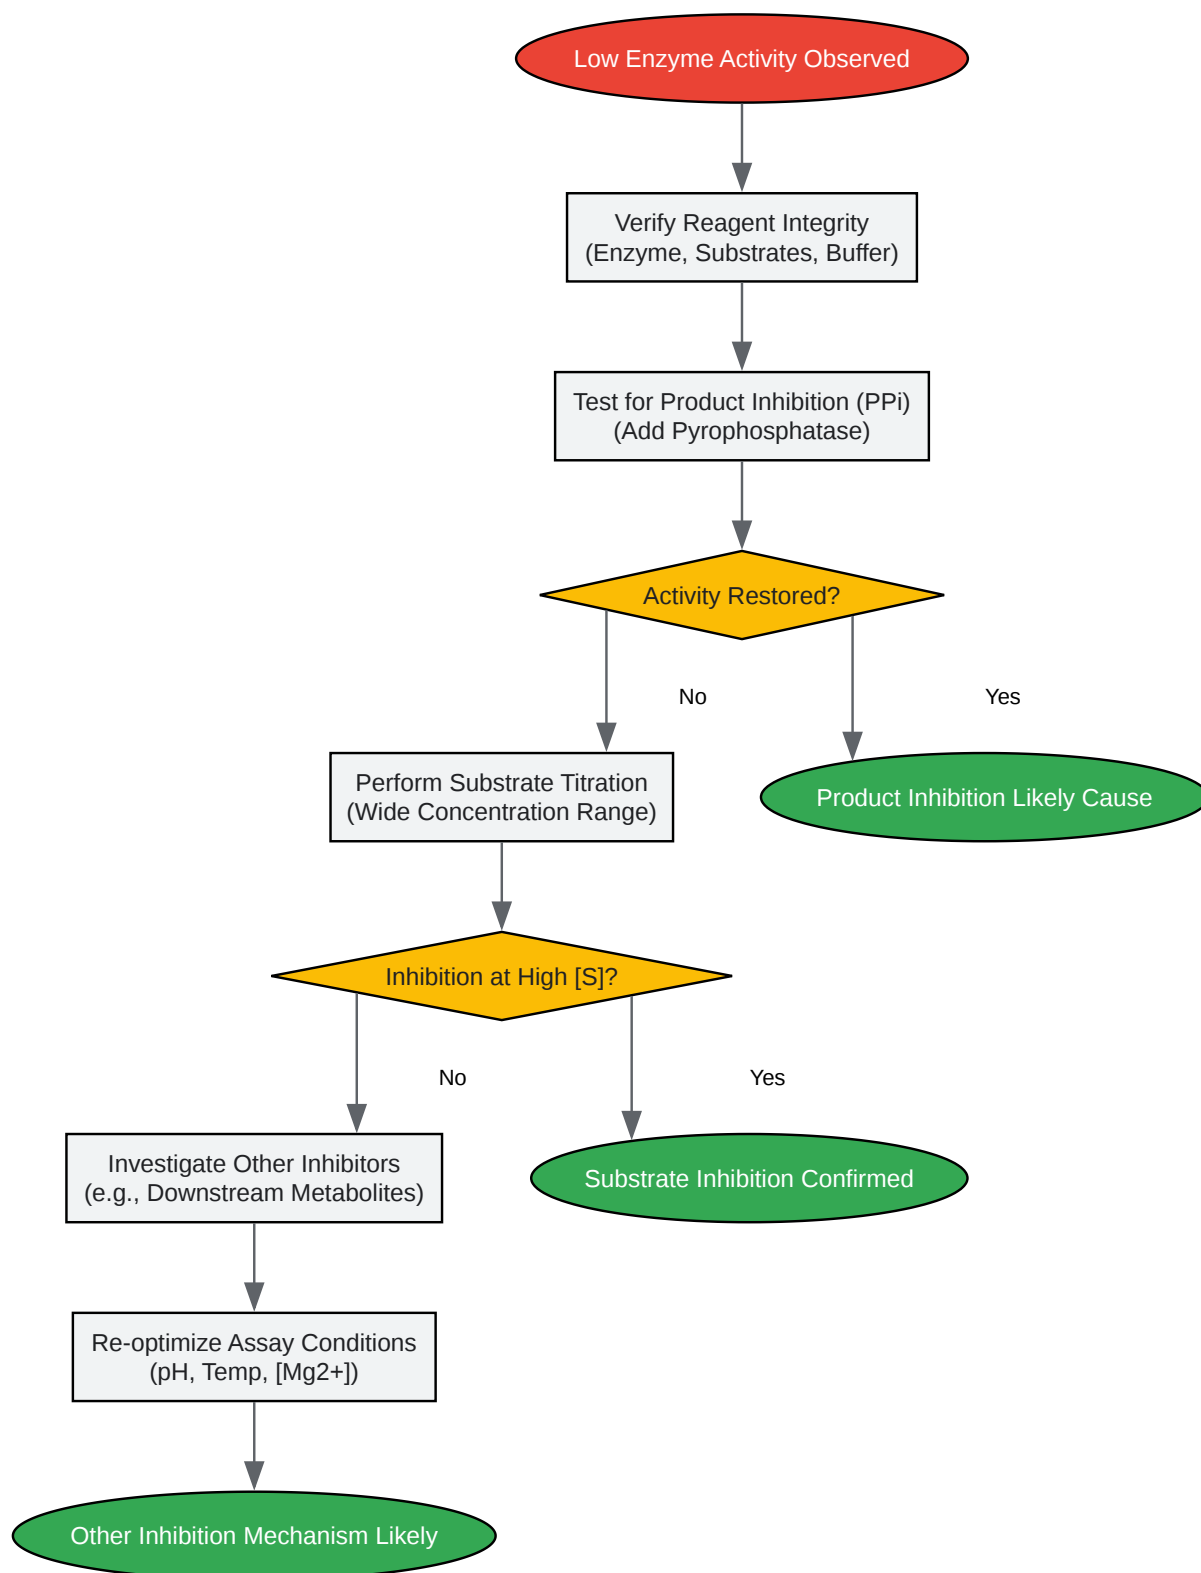 Low Enzyme Activity Observed
Verify Reagent Integrity
(Enzyme, Substrates, Buffer)
Test for Product Inhibition (PPi)
(Add Pyrophosphatase)
Activity Restored?
No
Yes
Perform Substrate Titration
(Wide Concentration Range)
Product Inhibition Likely Cause
Inhibition at High [S]?
No
Yes
Investigate Other Inhibitors
(e.g., Downstream Metabolites)
Substrate Inhibition Confirmed
Re-optimize Assay Conditions
(pH, Temp, [Mg2+])
Other Inhibition Mechanism Likely